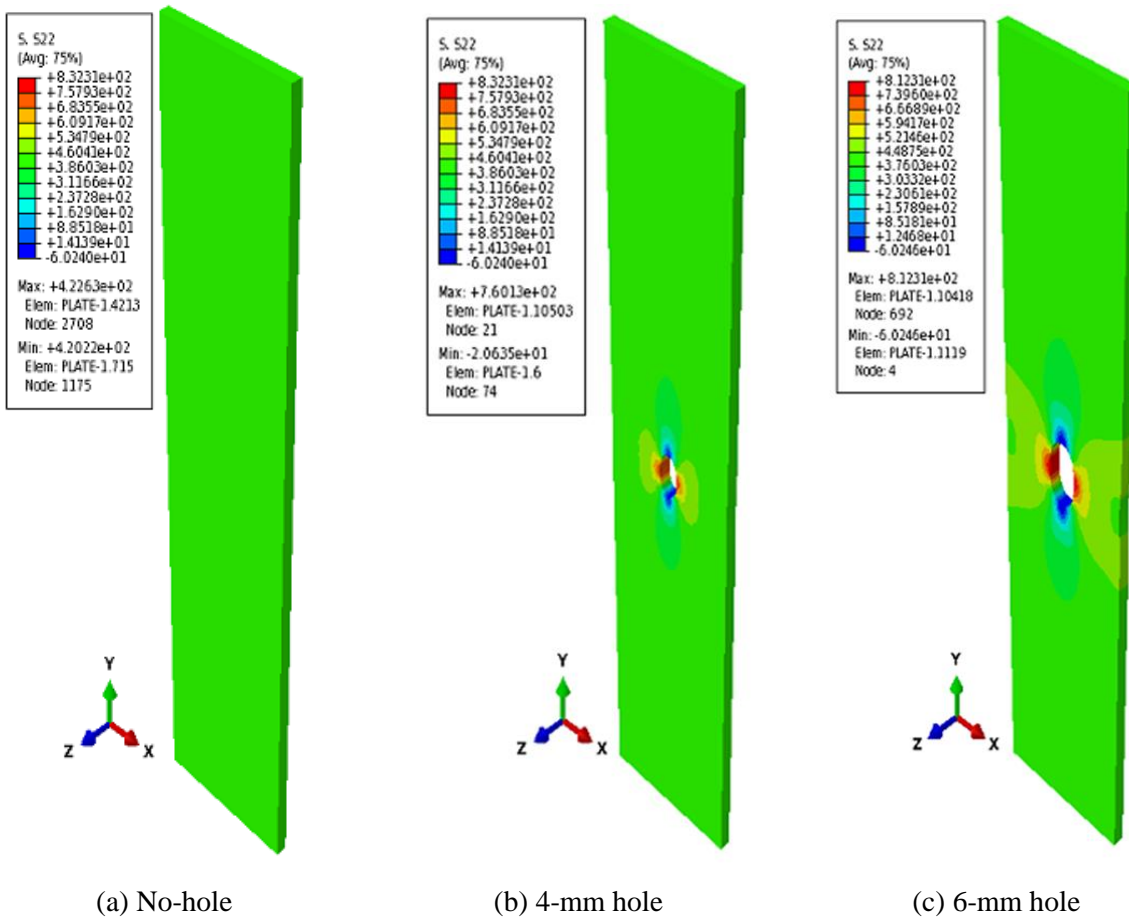 S, S22
(Avg: 75%)
+8.3231e+02
+7.5793e+02
+6.8355e+02
+6.0917e+02
+5.3479e+02
+4.6041e+02
+3.8603e+02
+3.1166e+02
+2.3728e+02
+1.6290e+02
+8.8518e+01
+1.4139e+01
-6.0240e+01
Max: +4.2263e+02
Elem: PLATE-1.4213
Node: 2708
Min: +4.2022e+02
Elem: PLATE-1.715
Node: 1175
Y
Z
X
(a) No-hole
S, S22
(Avg: 75%)
+8.3231e+02
+7.5793e+02
+6.8355e+02
+6.0917e+02
+5.3479e+02
+4.6041e+02
+3.8603e+02
+3.1166e+02
+2.3728e+02
+1.6290e+02
+8.8518e+01
+1.4139e+01
-6.0240e+01
Max: +7.6013e+02
Elem: PLATE-1.10503
Node: 21
Min: -2.0635e+01
Elem: PLATE-1.6
Node: 74
Y
Z
X
(b) 4-mm hole
S, S22
(Avg: 75%)
+8.1231e+02
+7.3960e+02
+6.6689e+02
+5.9417e+02
+5.2146e+02
+4.4875e+02
+3.7603e+02
+3.0332e+02
+2.3061e+02
+1.5789e+02
+8.5181e+01
+1.2468e+01
-6.0246e+01
Max: +8.1231e+02
Elem: PLATE-1.10418
Node: 692
Min: -6.0246e+01
Elem: PLATE-1.1119
Node: 4
Y
Z
X
(c) 6-mm hole